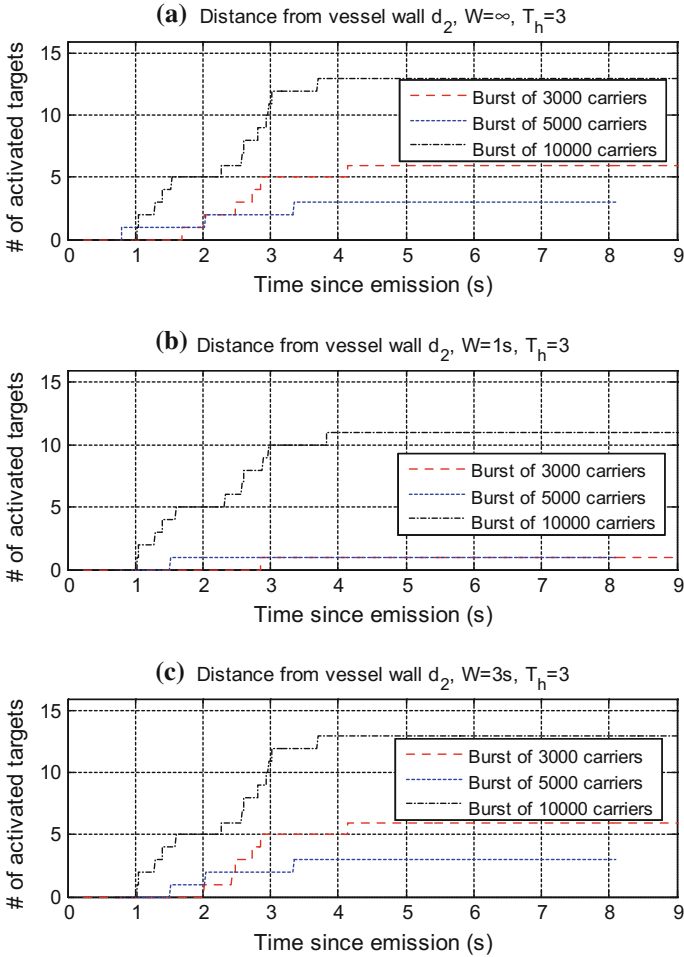 (a) Distance from vessel wall d2, W=∞, Th=3
# of activated targets
15
10
5
0
Burst of 3000 carriers
Burst of 5000 carriers
Burst of 10000 carriers
0 1 2 3 4 5 6 7 8 9
Time since emission (s)
(b) Distance from vessel wall d2, W=1s, Th=3
# of activated targets
15
10
5
0
Burst of 3000 carriers
Burst of 5000 carriers
Burst of 10000 carriers
0 1 2 3 4 5 6 7 8 9
Time since emission (s)
(c) Distance from vessel wall d2, W=3s, Th=3
# of activated targets
15
10
5
0
Burst of 3000 carriers
Burst of 5000 carriers
Burst of 10000 carriers
0 1 2 3 4 5 6 7 8 9
Time since emission (s)